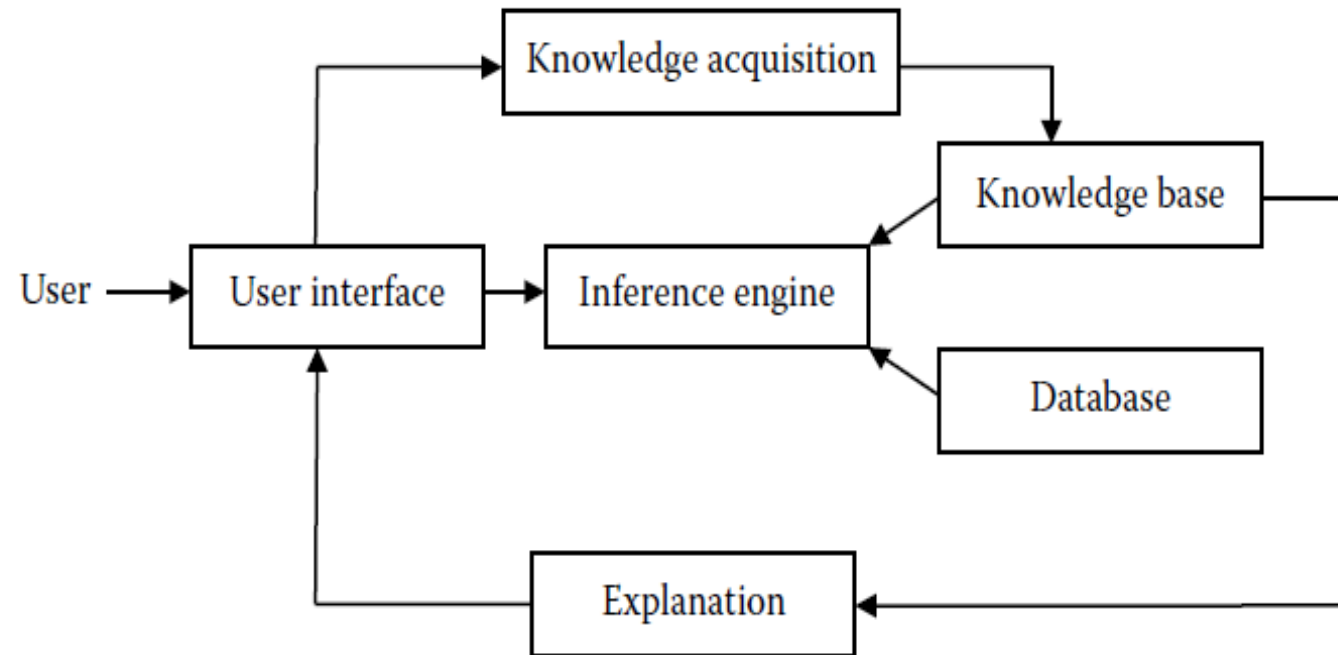 Knowledge acquisition
Knowledge base
User
User interface
Inference engine
Database
Explanation